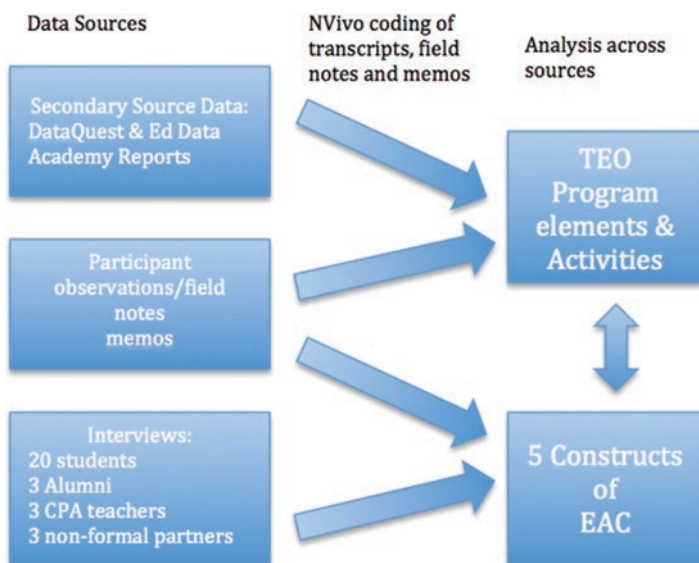 Data Sources
NVivo coding of
transcripts, field
notes and memos
Analysis across
sources
Secondary Source Data:
DataQuest & Ed Data
Academy Reports
Participant
observations/field
notes
memos
Interviews:
20 students
3 Alumni
3 CPA teachers
3 non-formal partners
TEO
Program
elements &
Activities
5 Constructs
of
EAC